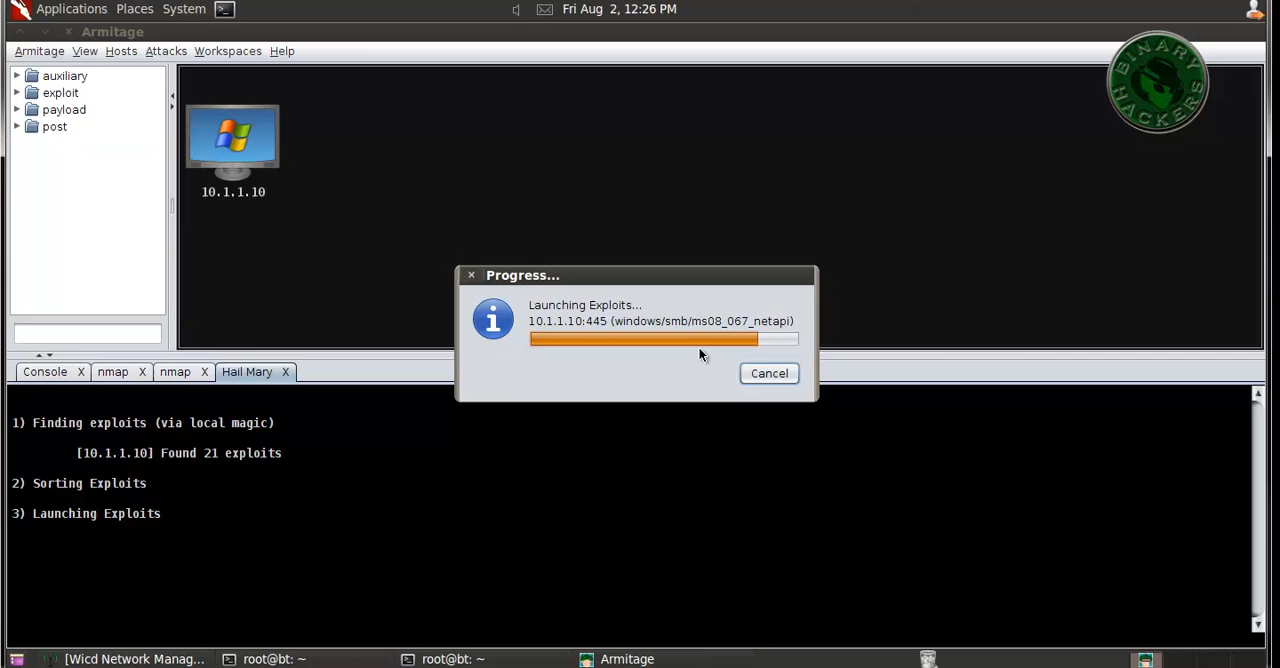 Applications Places System Fri Aug 2, 12:26 PM
Armitage
Armitage View Hosts Attacks Workspaces Help
auxiliary
exploit
payload
post
10.1.1.10
BINARY HACKERS
Progress...
Launching Exploits...
10.1.1.10:445 (windows/smb/ms08_067_netapi)
Cancel
Console X nmap X nmap X Hail Mary X
1) Finding exploits (via local magic)
[10.1.1.10] Found 21 exploits
2) Sorting Exploits
3) Launching Exploits
[Wicd Network Manag... root@bt: ~ root@bt: ~ Armitage